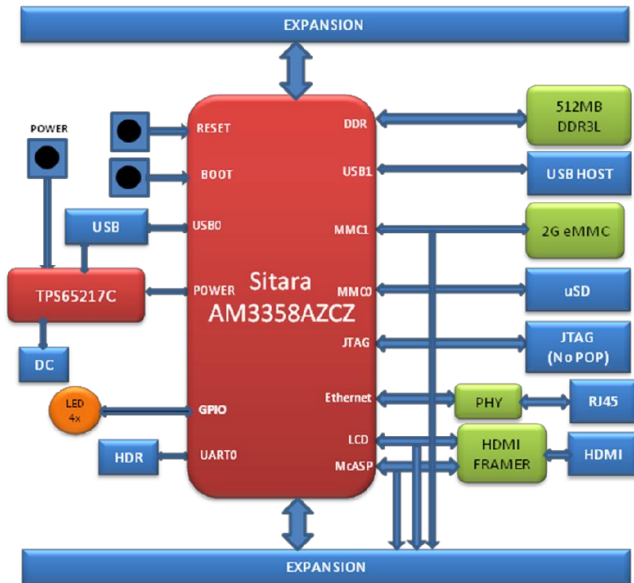 EXPANSION
POWER
RESET
BOOT
USB0
POWER
GPIO
UART0
USB
TPS65217C
DC
LED
4x
HDR
Sitara
AM3358AZCZ
DDR
USB1
MMC1
MMC0
JTAG
Ethernet
LCD
McASP
512MB
DDR3L
USB HOST
2G eMMC
uSD
JTAG
(No POP)
PHY
RJ45
HDMI
FRAMER
HDMI
EXPANSION